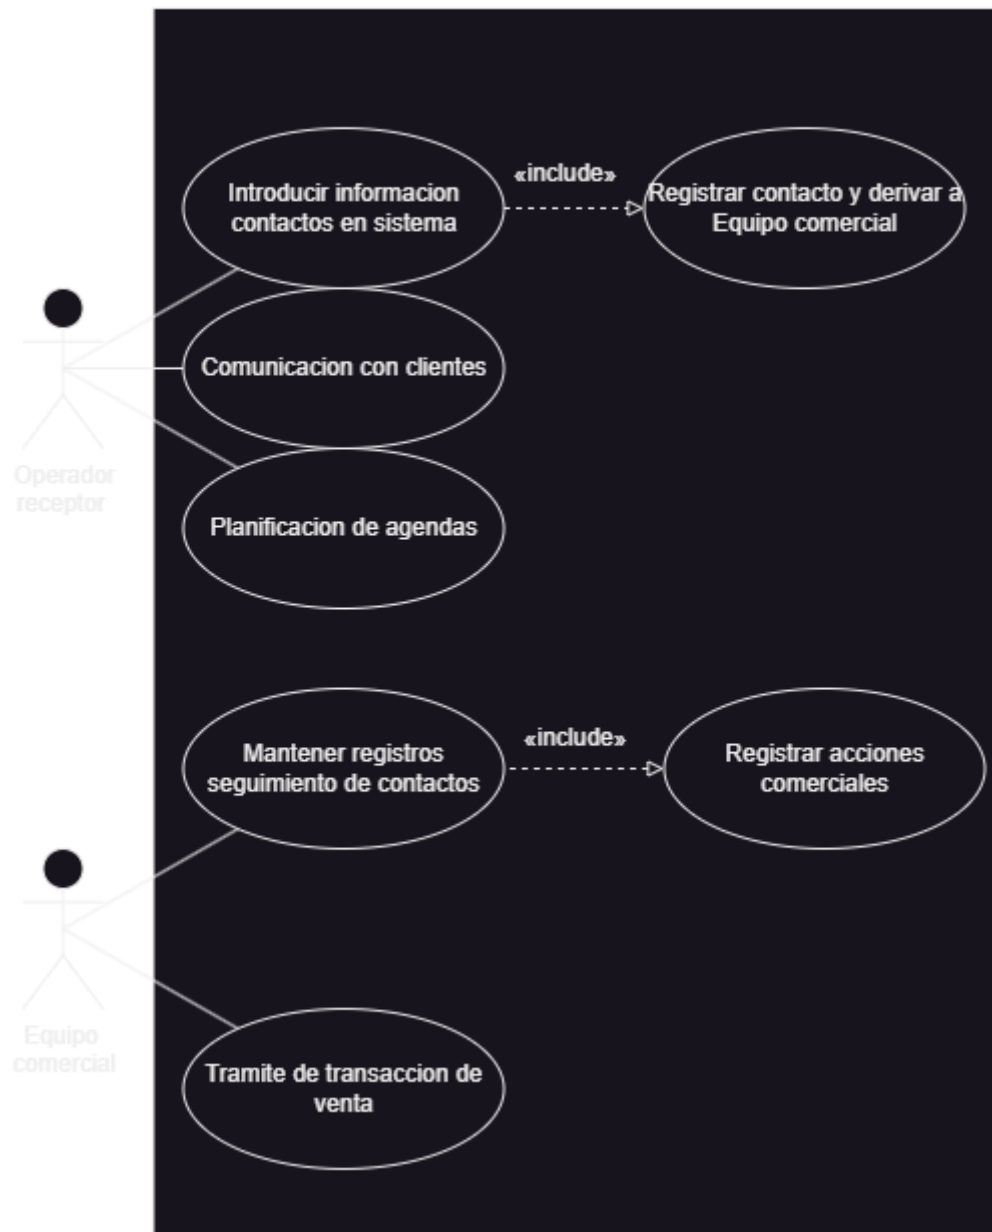 Introducir informacion
contactos en sistema
«include»
Registrar contacto y derivar a
Equipo comercial
Comunicacion con clientes
Operador
receptor
Planificacion de agendas
Mantener registros
seguimiento de contactos
«include»
Registrar acciones
comerciales
Equipo
comercial
Tramite de transaccion de
venta